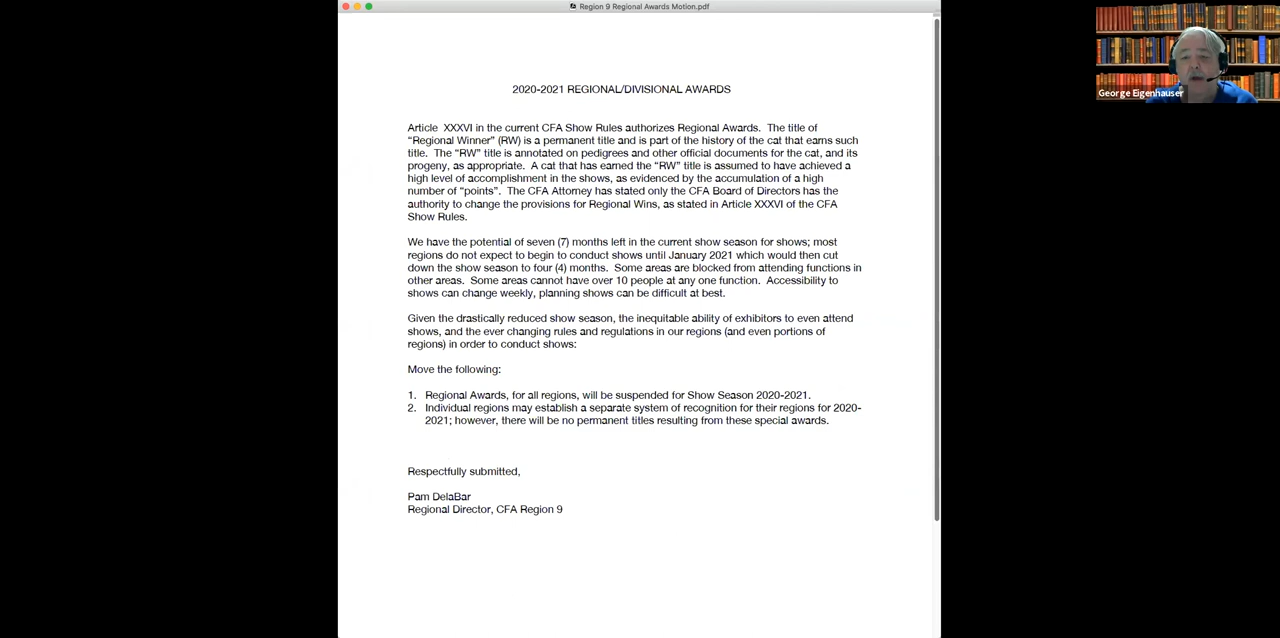 Region 9 Regional Awards Motion.pdf
George Eigenhauser
2020-2021 REGIONAL/DIVISIONAL AWARDS
Article XXXVI in the current CFA Show Rules authorizes Regional Awards. The title of
“Regional Winner” (RW) is a permanent title and is part of the history of the cat that earns such
title. The “RW” title is annotated on pedigrees and other official documents for the cat, and its
progeny, as appropriate. A cat that has earned the “RW” title is assumed to have achieved a
high level of accomplishment in the shows, as evidenced by the accumulation of a high
number of “points”. The CFA Attorney has stated only the CFA Board of Directors has the
authority to change the provisions for Regional Wins, as stated in Article XXXVI of the CFA
Show Rules.
We have the potential of seven (7) months left in the current show season for shows; most
regions do not expect to begin to conduct shows until January 2021 which would then cut
down the show season to four (4) months. Some areas are blocked from attending functions in
other areas. Some areas cannot have over 10 people at any one function. Accessibility to
shows can change weekly, planning shows can be difficult at best.
Given the drastically reduced show season, the inequitable ability of exhibitors to even attend
shows, and the ever changing rules and regulations in our regions (and even portions of
regions) in order to conduct shows:
Move the following:
1. Regional Awards, for all regions, will be suspended for Show Season 2020-2021.
2. Individual regions may establish a separate system of recognition for their regions for 2020-
2021; however, there will be no permanent titles resulting from these special awards.
Respectfully submitted,
Pam DelaBar
Regional Director, CFA Region 9